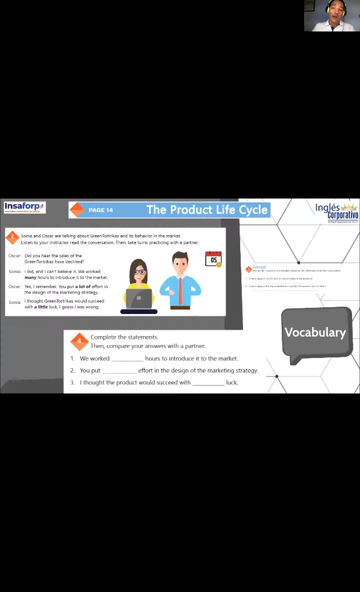 Insaforp
PAGE 14
The Product Life Cycle
Inglés
Corporativo
Sonia and Oscar are talking about GreenTortrikas and its behavior in the market.
Listen to your instructor read the conversation. Then, take turns practicing with a partner.
Oscar: Did you hear the sales of the
GreenTortrikas have declined?
Sonia: I did, and I can't believe it. We worked
many hours to introduce it to the market.
Oscar: Yes, I remember. You put a lot of effort in
the design of the marketing strategy.
Sonia: I thought GreenTortrikas would succeed
with a little luck. I guess I was wrong.
05
Vocabulary
4 Complete the statements.
Then, compare your answers with a partner.
1. We worked ________ hours to introduce it to the market.
2. You put ________ effort in the design of the marketing strategy.
3. I thought the product would succeed with ________ luck.